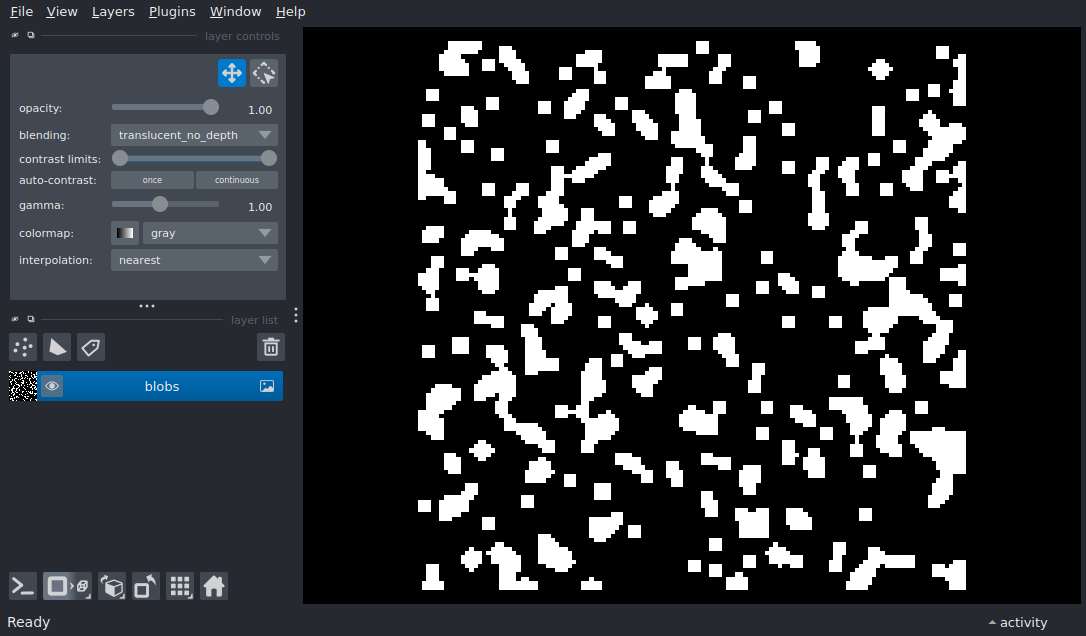 File View Layers Plugins Window Help
layer controls
opacity: 1.00
blending: translucent_no_depth
contrast limits:
auto-contrast: once continuous
gamma: 1.00
colormap: gray
interpolation: nearest
layer list
blobs
Ready activity